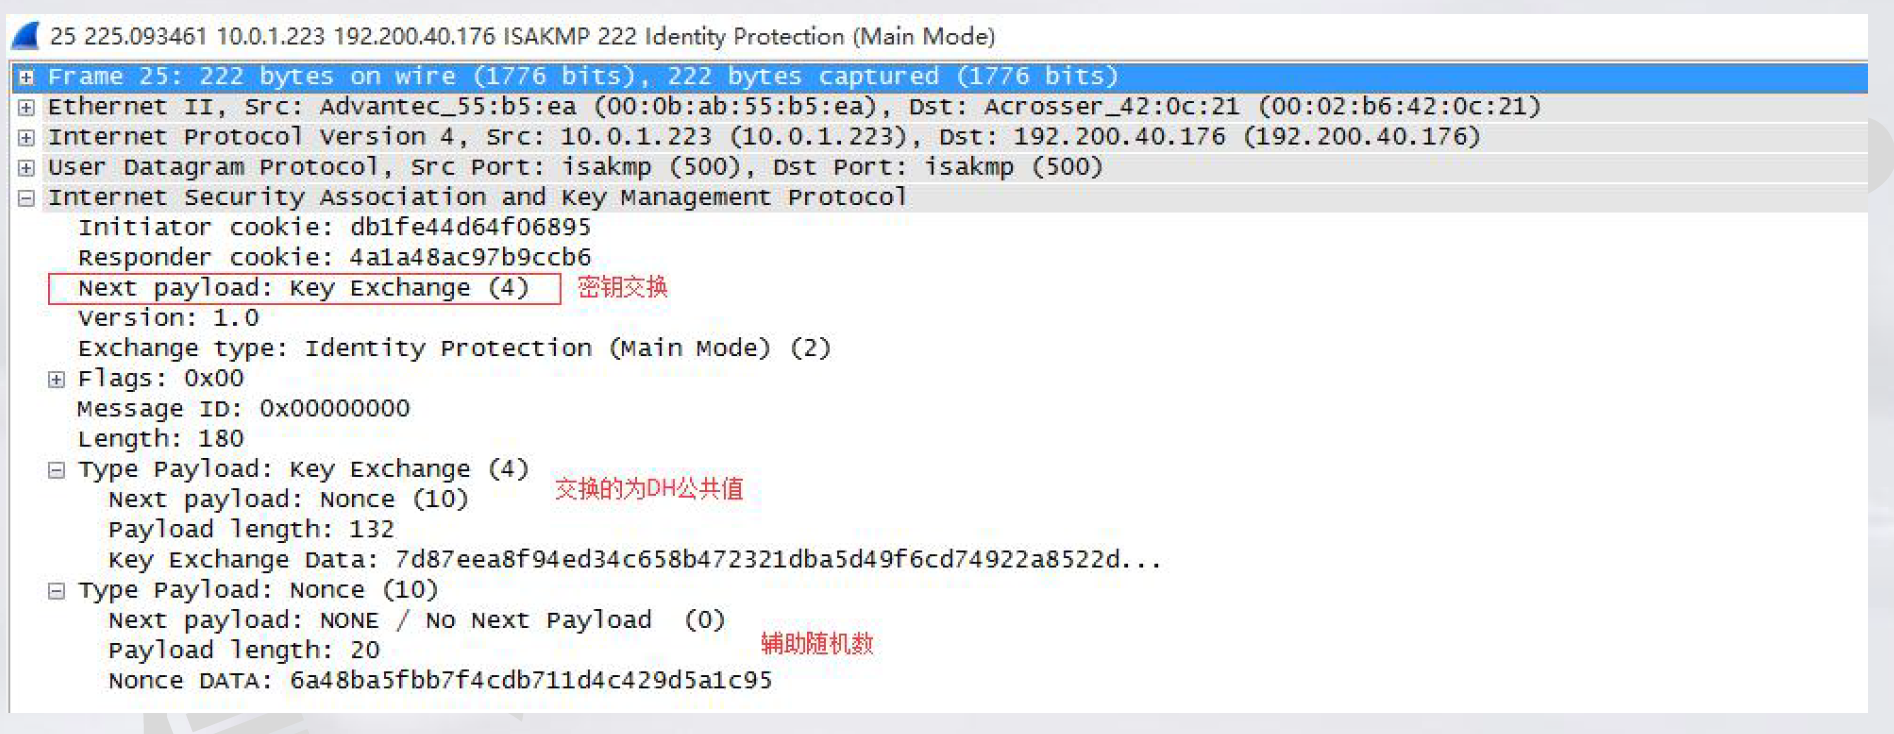 25 225.093461 10.0.1.223 192.200.40.176 ISAKMP 222 Identity Protection (Main Mode)
Frame 25: 222 bytes on wire (1776 bits), 222 bytes captured (1776 bits)
Ethernet II, Src: Advantec_55:b5:ea (00:0b:ab:55:b5:ea), Dst: Acrosser_42:0c:21 (00:02:b6:42:0c:21)
Internet Protocol Version 4, Src: 10.0.1.223 (10.0.1.223), Dst: 192.200.40.176 (192.200.40.176)
User Datagram Protocol, Src Port: isakmp (500), Dst Port: isakmp (500)
Internet Security Association and Key Management Protocol
Initiator cookie: db1fe44d64f06895
Responder cookie: 4a1a48ac97b9ccb6
Next payload: Key Exchange (4) 密钥交换
Version: 1.0
Exchange type: Identity Protection (Main Mode) (2)
Flags: 0x00
Message ID: 0x00000000
Length: 180
Type Payload: Key Exchange (4)
交换的为DH公共值
Next payload: Nonce (10)
Payload length: 132
Key Exchange Data: 7d87eea8f94ed34c658b472321dba5d49f6cd74922a8522d...
Type Payload: Nonce (10)
Next payload: NONE / No Next Payload (0)
辅助随机数
Payload length: 20
Nonce DATA: 6a48ba5fbb7f4cdb711d4c429d5a1c95